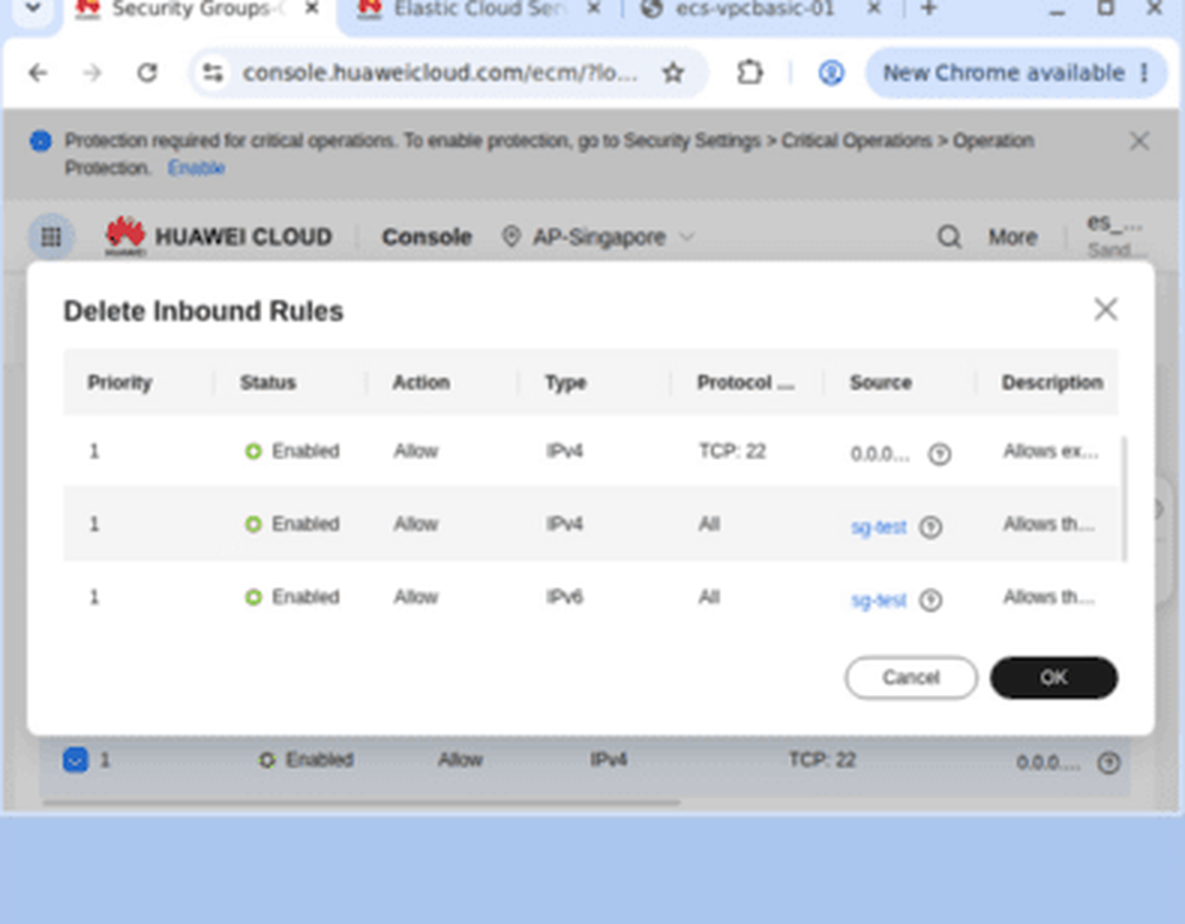 Security Groups-
Elastic Cloud Ser
ecs-vpcbasic-01
console.huaweicloud.com/ecm/?lo...
New Chrome available
Protection required for critical operations. To enable protection, go to Security Settings > Critical Operations > Operation
Protection. Enable
HUAWEI
HUAWEI CLOUD
Console
AP-Singapore
More
es_...
Sand...
Delete Inbound Rules
Priority Status Action Type Protocol ... Source Description
1 Enabled Allow IPv4 TCP: 22 0.0.0... Allows ex...
1 Enabled Allow IPv4 All sg-test Allows th...
1 Enabled Allow IPv6 All sg-test Allows th...
Cancel OK
1 Enabled Allow IPv4 TCP: 22 0.0.0....